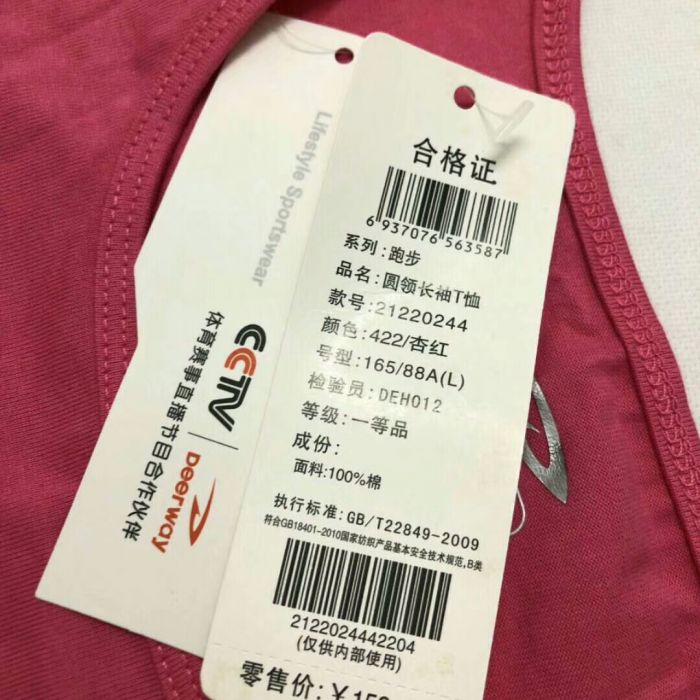 Lifestyle Sportswear
CCTV
体育赛事直播节目合作伙伴
Deerway
合格证
6 937076 563587
系列:跑步
品名:圆领长袖T恤
款号:21220244
颜色:422/杏红
号型:165/88A(L)
检验员:DEH012
等级:一等品
成份:
面料:100%棉
执行标准:GB/T22849-2009
符合GB18401-2010国家纺织产品基本安全技术规范,B类
2122024442204
(仅供内部使用)
零售价:¥